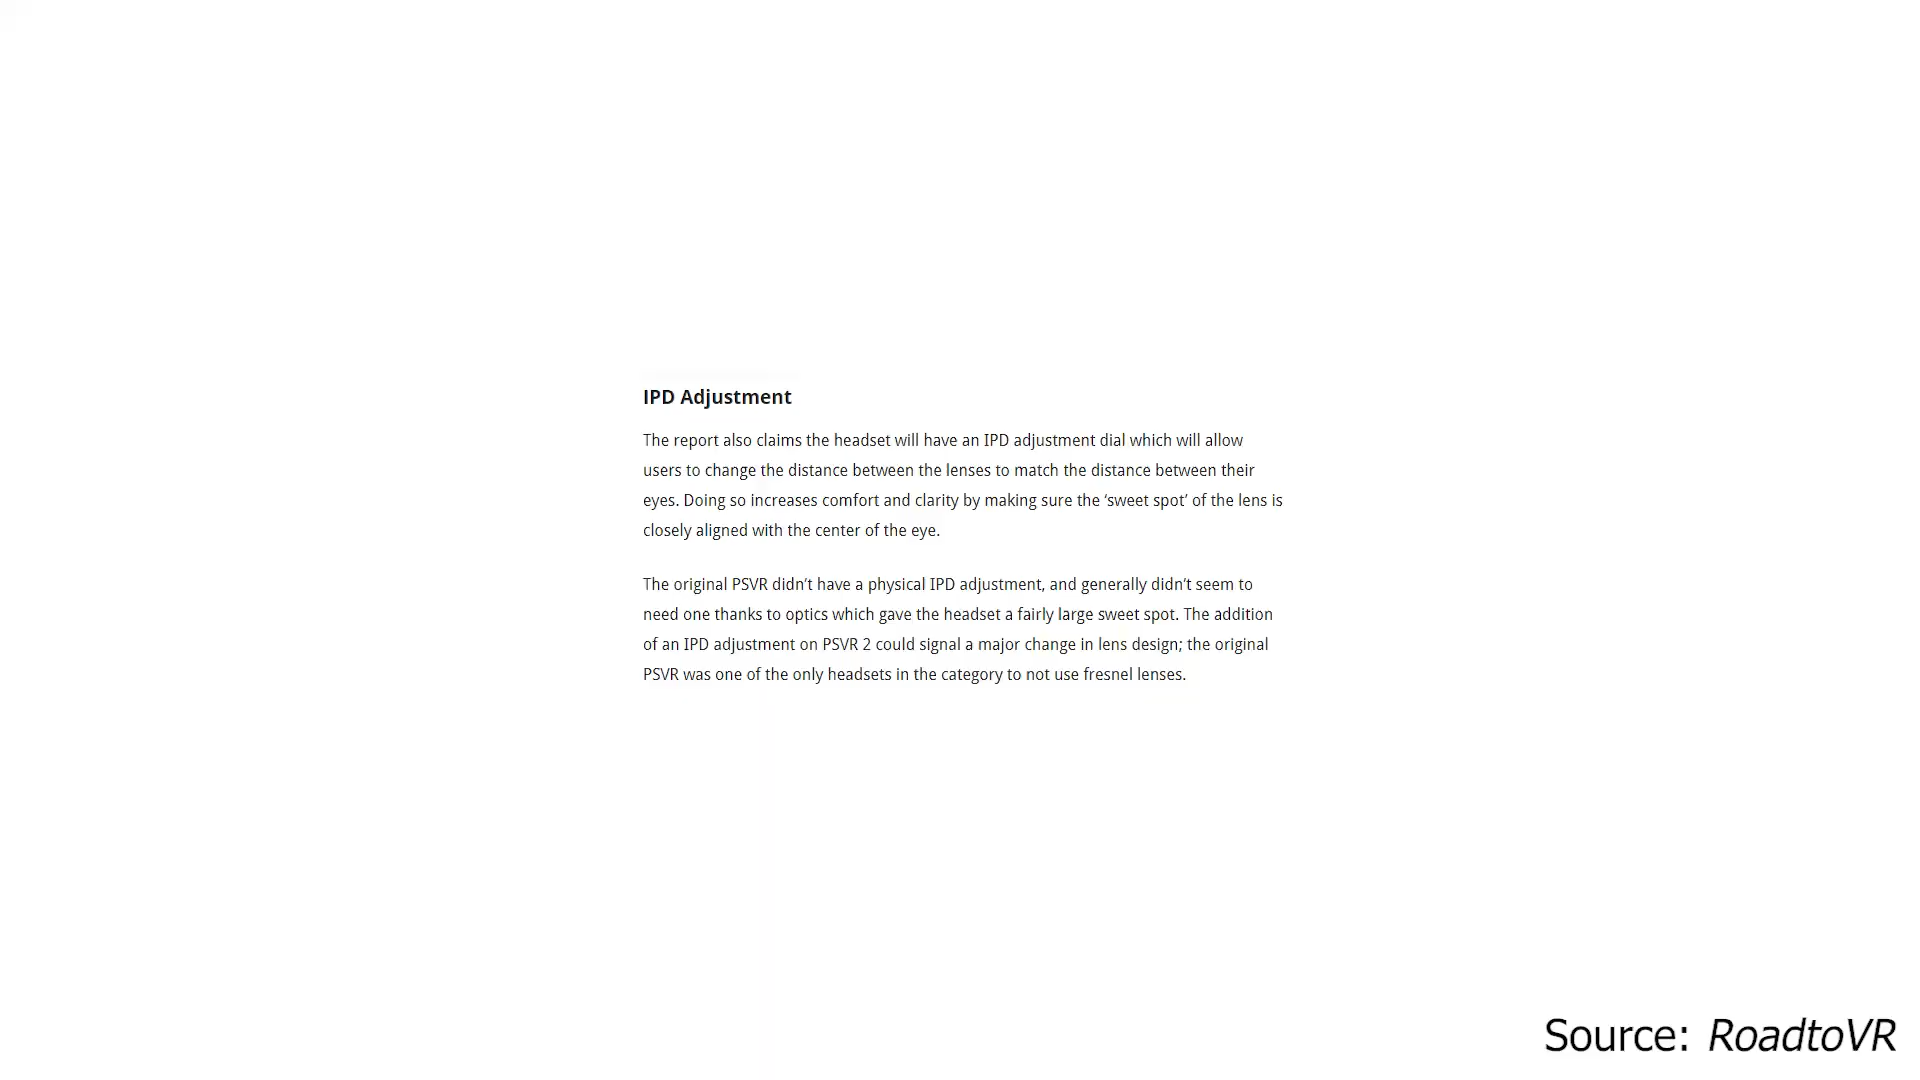 IPD Adjustment
The report also claims the headset will have an IPD adjustment dial which will allow
users to change the distance between the lenses to match the distance between their
eyes. Doing so increases comfort and clarity by making sure the ‘sweet spot’ of the lens is
closely aligned with the center of the eye.
The original PSVR didn’t have a physical IPD adjustment, and generally didn’t seem to
need one thanks to optics which gave the headset a fairly large sweet spot. The addition
of an IPD adjustment on PSVR 2 could signal a major change in lens design; the original
PSVR was one of the only headsets in the category to not use fresnel lenses.
Source: RoadtoVR